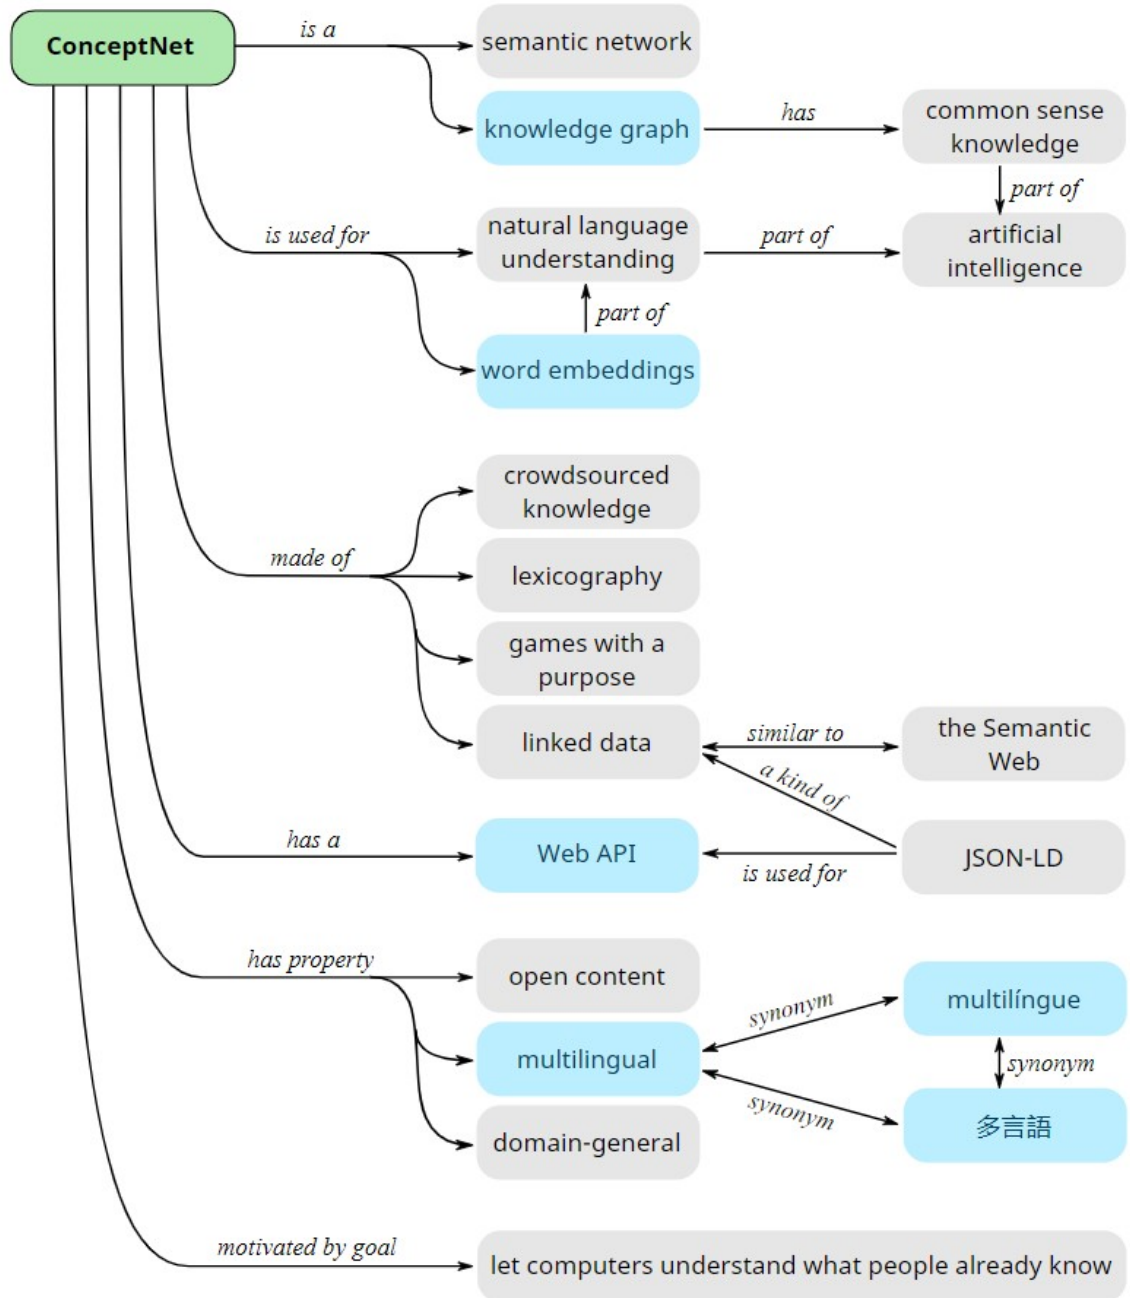 ConceptNet
is a
semantic network
knowledge graph
has
common sense
knowledge
part of
is used for
natural language
understanding
part of
artificial
intelligence
part of
word embeddings
made of
crowdsourced
knowledge
lexicography
games with a
purpose
linked data
similar to
the Semantic
Web
a kind of
has a
Web API
is used for
JSON-LD
has property
open content
multilingual
domain-general
synonym
multilíngue
synonym
synonym
多言語
motivated by goal
let computers understand what people already know